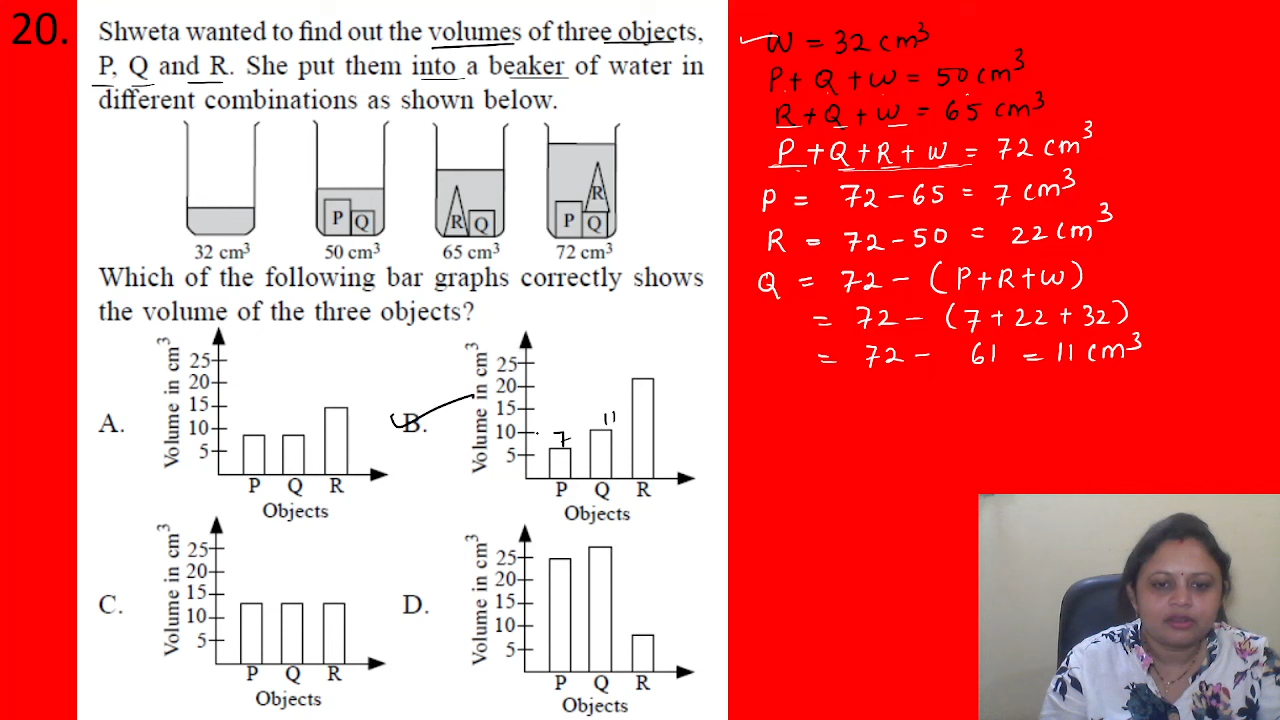 20.
Shweta wanted to find out the volumes of three objects,
P, Q and R. She put them into a beaker of water in
different combinations as shown below.
P Q R Q R P Q
32 cm³ 50 cm³ 65 cm³ 72 cm³
Which of the following bar graphs correctly shows
the volume of the three objects?
A.
Volume in cm³
25
20
15
10
5
P Q R
Objects
B.
Volume in cm³
25
20
15
10
5
7
11
P Q R
Objects
C.
Volume in cm³
25
20
15
10
5
P Q R
Objects
D.
Volume in cm³
25
20
15
10
5
P Q R
Objects
W = 32 cm³
P + Q + W = 50 cm³
R + Q + W = 65 cm³
P + Q + R + W = 72 cm³
P = 72 - 65 = 7 cm³
R = 72 - 50 = 22 cm³
Q = 72 - (P + R + W)
= 72 - (7 + 22 + 32)
= 72 - 61 = 11 cm³